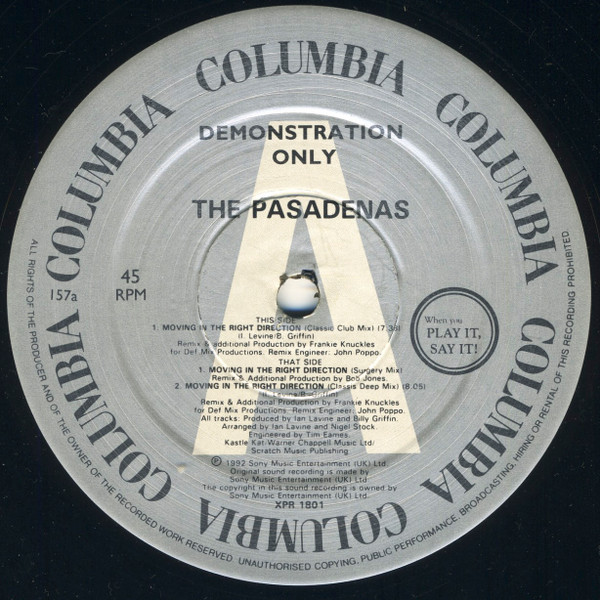 COLUMBIA COLUMBIA COLUMBIA COLUMBIA COLUMBIA COLUMBIA COLUMBIA
DEMONSTRATION
ONLY
THE PASADENAS
A
157a
45
RPM
When you
PLAY IT,
SAY IT!
THIS SIDE
1. MOVING IN THE RIGHT DIRECTION (Classic Club Mix) (7.30)
(I. Levine/B. Griffin)
Remix & Additional Production by Frankie Knuckles
for Def Mix Productions. Remix Engineer: John Poppo.
THAT SIDE
1. MOVING IN THE RIGHT DIRECTION (Surgery Mix)
Remix & Additional Production by Bob Jones.
2. MOVING IN THE RIGHT DIRECTION (Classic Deep Mix) (8.05)
(I. Levine/B. Griffin)
Remix & Additional Production by Frankie Knuckles
for Def Mix Productions. Remix Engineer: John Poppo.
All tracks: Produced by Ian Levine and Billy Griffin.
Arranged by Ian Levine and Nigel Stock.
Engineered by Tim Eames.
Kastle Kat-Warner Chappell Music Ltd/
Scratch Music Publishing.
℗ 1992 Sony Music Entertainment (UK) Ltd.
Original sound recording is made by
Sony Music Entertainment (UK) Ltd.
The copyright in this sound recording is owned by
Sony Music Entertainment (UK) Ltd.
XPR 1801
ALL RIGHTS OF THE PRODUCER AND OF THE OWNER OF THE RECORDED WORK RESERVED. UNAUTHORISED COPYING, PUBLIC PERFORMANCE, BROADCASTING, HIRING OR RENTAL OF THIS RECORDING PROHIBITED